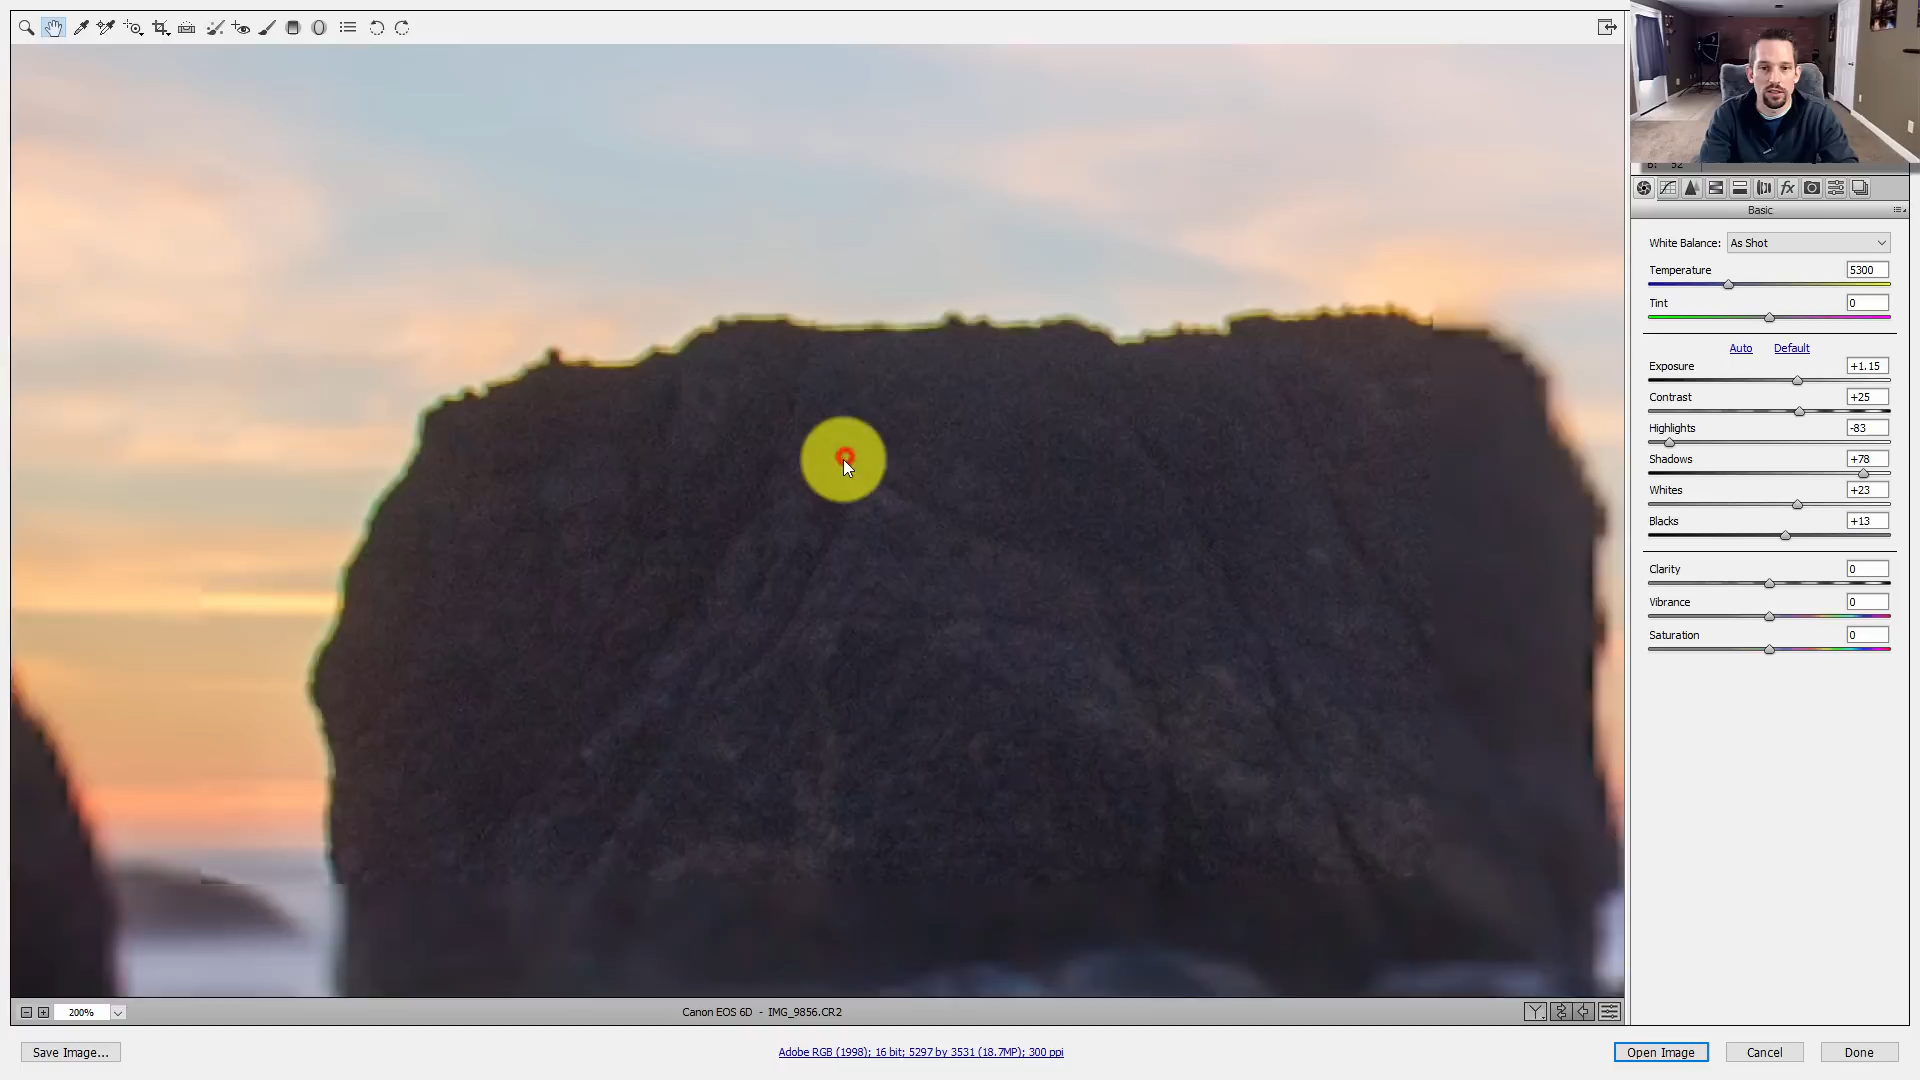 B: 52
Basic
White Balance: As Shot
Temperature 5300
Tint 0
Auto Default
Exposure +1.15
Contrast +25
Highlights -83
Shadows +78
Whites +23
Blacks +13
Clarity 0
Vibrance 0
Saturation 0
200%
Canon EOS 6D - IMG_9856.CR2
Save Image...
Adobe RGB (1998); 16 bit; 5297 by 3531 (18.7MP); 300 ppi
Open Image
Cancel
Done